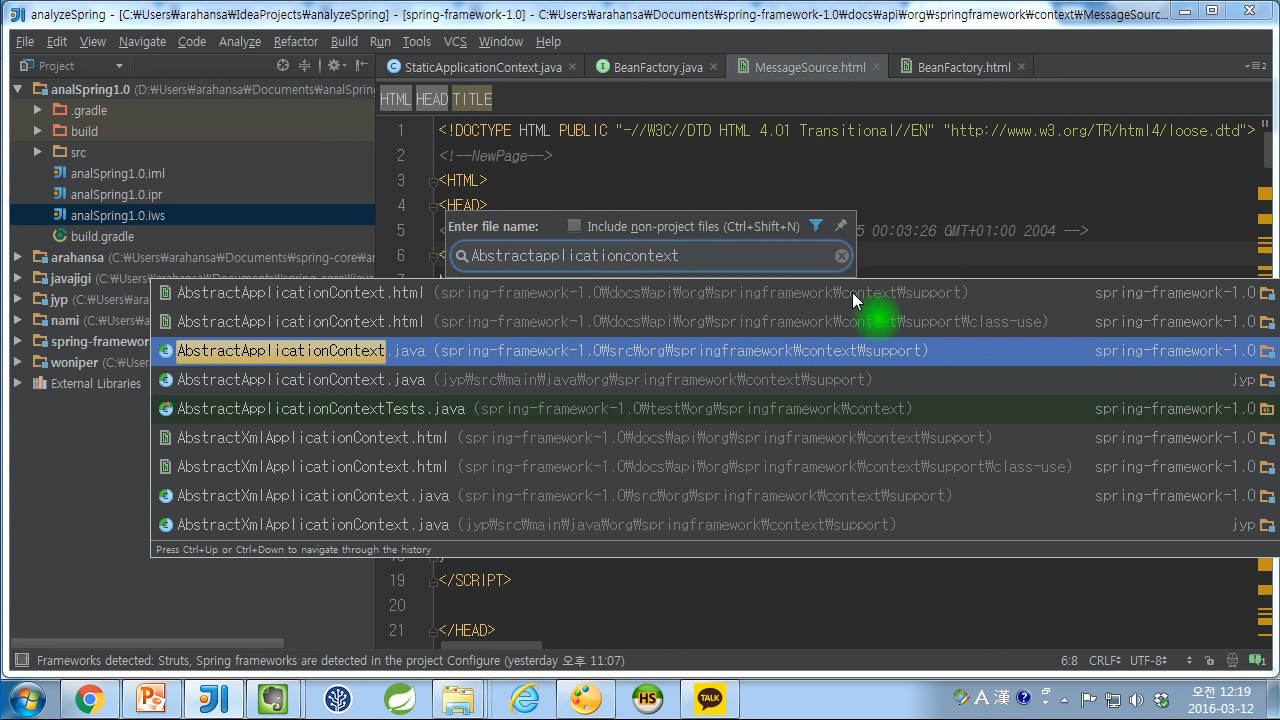 analyzeSpring - [C:₩Users₩arahansa₩IdeaProjects₩analyzeSpring] - [spring-framework-1.0] - C:₩Users₩arahansa₩Documents₩spring-framework-1.0₩docs₩api₩org₩springframework₩context₩MessageSourc...
File Edit View Navigate Code Analyze Refactor Build Run Tools VCS Window Help
Project StaticApplicationContext.java BeanFactory.java MessageSource.html BeanFactory.html
analSpring1.0 (D:₩Users₩arahansa₩Documents₩analSpring
HTML HEAD TITLE
.gradle
build
src
analSpring1.0.iml
analSpring1.0.ipr
analSpring1.0.iws
build.gradle
arahansa (C:₩Users₩arahansa₩Documents₩spring-core₩ar
javajigi (C:₩Users₩arahansa₩Documents₩spring-core₩jav
jyp (C:₩Users₩a
nami (C:₩Users₩
spring-framewor
woniper (C:₩Use
External Libraries
1 <!DOCTYPE HTML PUBLIC "-//W3C//DTD HTML 4.01 Transitional//EN" "http://www.w3.org/TR/html4/loose.dtd">
2 <!--NewPage-->
3 <HTML>
4 <HEAD>
5 00:03:26 GMT+01:00 2004 -->
6
Enter file name: Include non-project files (Ctrl+Shift+N)
Abstractapplicationcontext
AbstractApplicationContext.html (spring-framework-1.0₩docs₩api₩org₩springframework₩context₩support) spring-framework-1.0
AbstractApplicationContext.html (spring-framework-1.0₩docs₩api₩org₩springframework₩context₩support₩class-use) spring-framework-1.0
AbstractApplicationContext.java (spring-framework-1.0₩src₩org₩springframework₩context₩support) spring-framework-1.0
AbstractApplicationContext.java (jyp₩src₩main₩java₩org₩springframework₩context₩support) jyp
AbstractApplicationContextTests.java (spring-framework-1.0₩test₩org₩springframework₩context) spring-framework-1.0
AbstractXmlApplicationContext.html (spring-framework-1.0₩docs₩api₩org₩springframework₩context₩support) spring-framework-1.0
AbstractXmlApplicationContext.html (spring-framework-1.0₩docs₩api₩org₩springframework₩context₩support₩class-use) spring-framework-1.0
AbstractXmlApplicationContext.java (spring-framework-1.0₩src₩org₩springframework₩context₩support) spring-framework-1.0
AbstractXmlApplicationContext.java (jyp₩src₩main₩java₩org₩springframework₩context₩support) jyp
Press Ctrl+Up or Ctrl+Down to navigate through the history
19 </SCRIPT>
20
21 </HEAD>
Frameworks detected: Struts, Spring frameworks are detected in the project Configure (yesterday 오후 11:07) 6:8 CRLF UTF-8
HS TALK A 漢 오전 12:19
2016-03-12